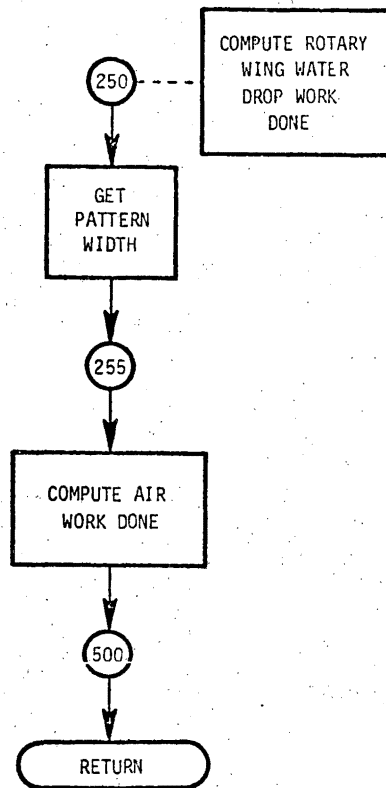 COMPUTE ROTARY
WING WATER
DROP WORK
DONE
250
GET
PATTERN
WIDTH
255
COMPUTE AIR
WORK DONE
500
RETURN